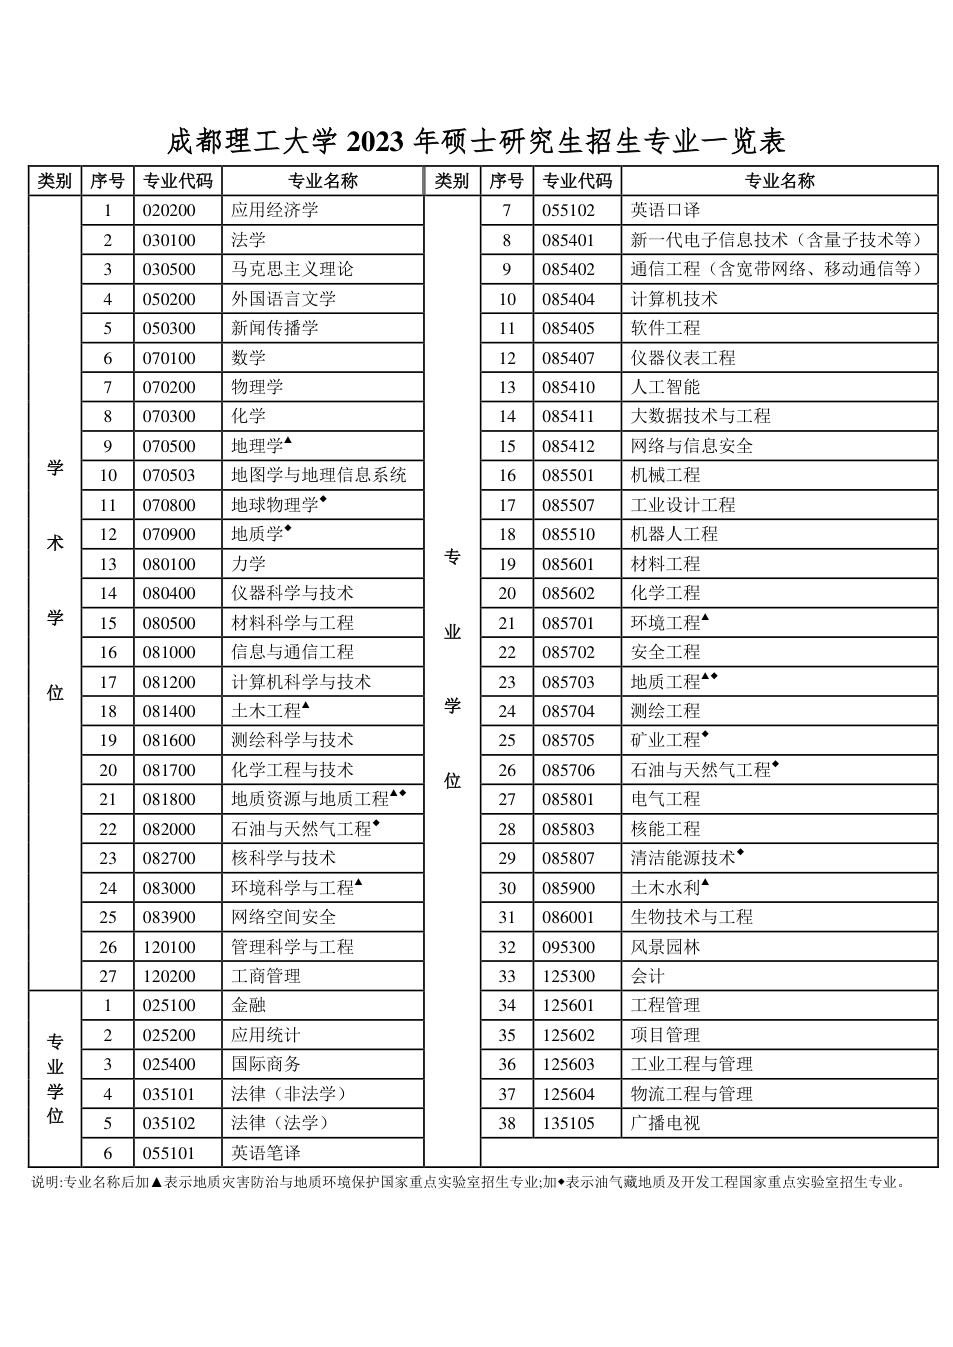 成都理工大学 2023 年硕士研究生招生专业一览表
类别 序号 专业代码 专业名称 类别 序号 专业代码 专业名称
学术学位
1 020200 应用经济学
2 030100 法学
3 030500 马克思主义理论
4 050200 外国语言文学
5 050300 新闻传播学
6 070100 数学
7 070200 物理学
8 070300 化学
9 070500 地理学▲
10 070503 地图学与地理信息系统
11 070800 地球物理学◆
12 070900 地质学◆
13 080100 力学
14 080400 仪器科学与技术
15 080500 材料科学与工程
16 081000 信息与通信工程
17 081200 计算机科学与技术
18 081400 土木工程▲
19 081600 测绘科学与技术
20 081700 化学工程与技术
21 081800 地质资源与地质工程▲◆
22 082000 石油与天然气工程◆
23 082700 核科学与技术
24 083000 环境科学与工程▲
25 083900 网络空间安全
26 120100 管理科学与工程
27 120200 工商管理
专业学位
1 025100 金融
2 025200 应用统计
3 025400 国际商务
4 035101 法律（非法学）
5 035102 法律（法学）
6 055101 英语笔译
专业学位
7 055102 英语口译
8 085401 新一代电子信息技术（含量子技术等）
9 085402 通信工程（含宽带网络、移动通信等）
10 085404 计算机技术
11 085405 软件工程
12 085407 仪器仪表工程
13 085410 人工智能
14 085411 大数据技术与工程
15 085412 网络与信息安全
16 085501 机械工程
17 085507 工业设计工程
18 085510 机器人工程
19 085601 材料工程
20 085602 化学工程
21 085701 环境工程▲
22 085702 安全工程
23 085703 地质工程▲◆
24 085704 测绘工程
25 085705 矿业工程◆
26 085706 石油与天然气工程◆
27 085801 电气工程
28 085803 核能工程
29 085807 清洁能源技术◆
30 085900 土木水利▲
31 086001 生物技术与工程
32 095300 风景园林
33 125300 会计
34 125601 工程管理
35 125602 项目管理
36 125603 工业工程与管理
37 125604 物流工程与管理
38 135105 广播电视
说明:专业名称后加▲表示地质灾害防治与地质环境保护国家重点实验室招生专业;加◆表示油气藏地质及开发工程国家重点实验室招生专业。